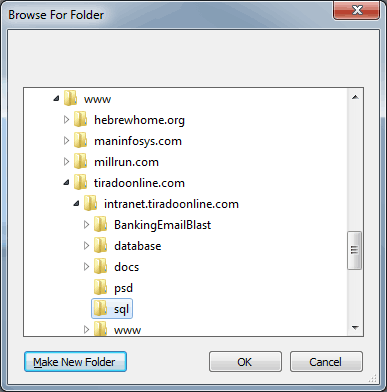 Browse For Folder
www
hebrewhome.org
maninfosys.com
millrun.com
tiradoonline.com
intranet.tiradoonline.com
BankingEmailBlast
database
docs
psd
sql
www
Make New Folder
OK
Cancel